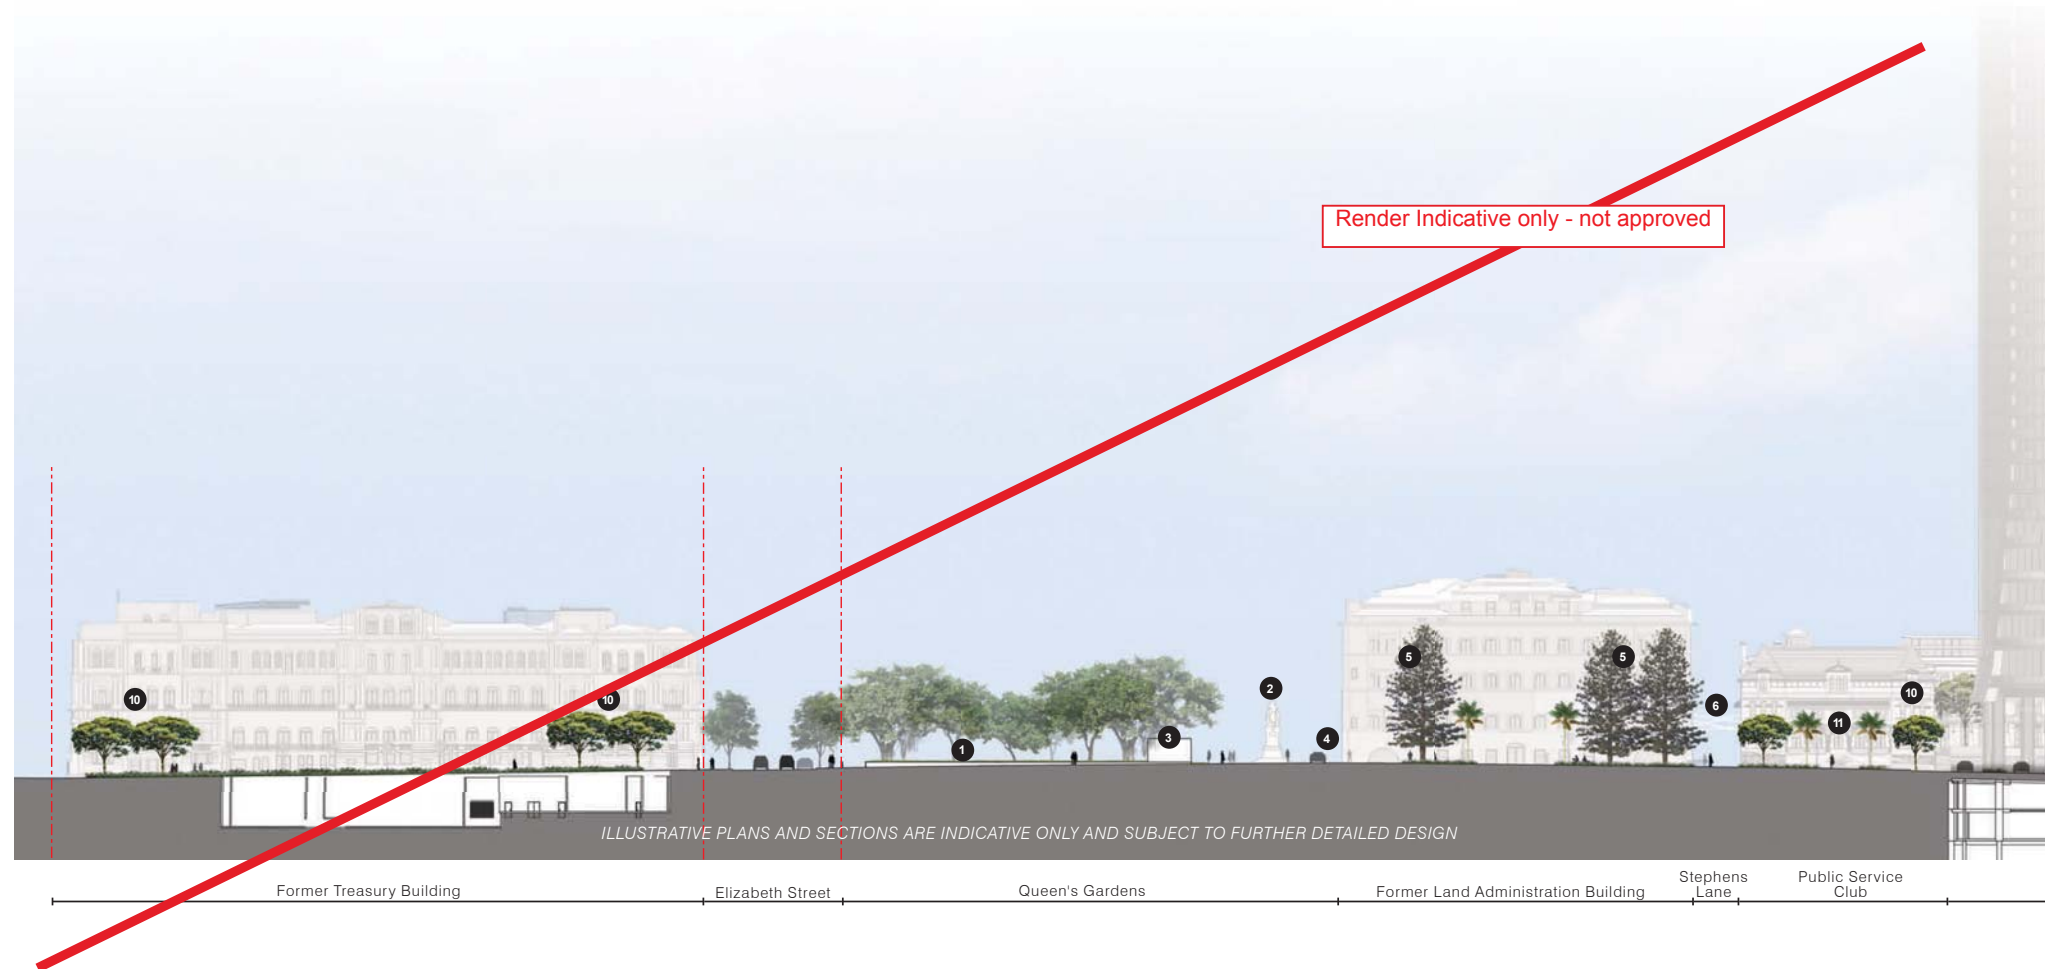 Render Indicative only - not approved
5
5
2
10
10
10
6
11
3
4
1
ILLUSTRATIVE PLANS AND SECTIONS ARE INDICATIVE ONLY AND SUBJECT TO FURTHER DETAILED DESIGN
Former Treasury Building
Elizabeth Street
Queen's Gardens
Former Land Administration Building
Stephens
Lane
Public Service
Club